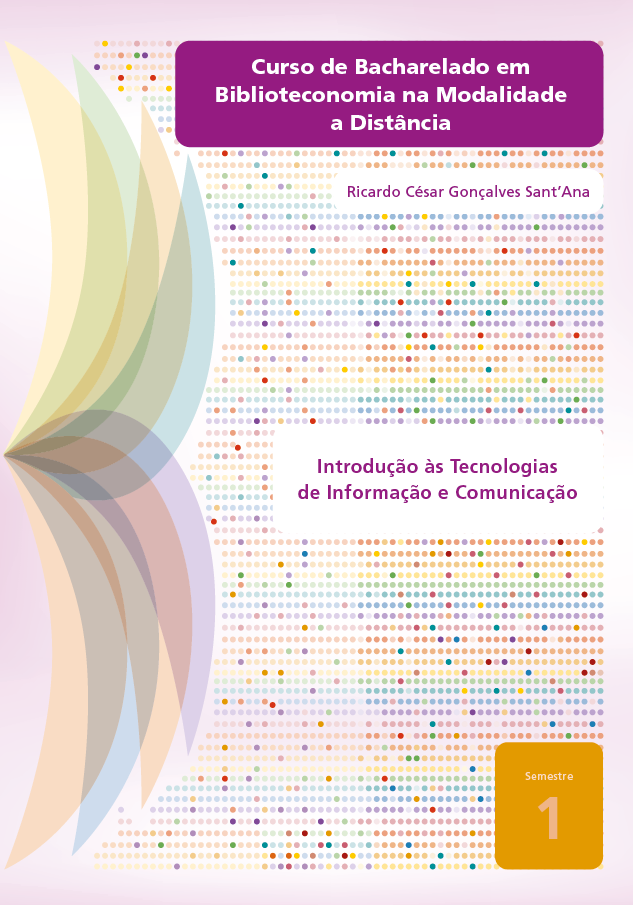 Curso de Bacharelado em
Biblioteconomia na Modalidade
a Distância
Ricardo César Gonçalves Sant’Ana
Introdução às Tecnologias
de Informação e Comunicação
Semestre
1